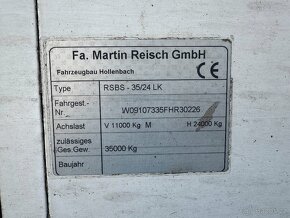 Fa. Martin Reisch GmbH
Fahrzeugbau Hollenbach
CE
Type RSBS - 35/24 LK
Fahrgest.-
Nr. W09107335FHR30226
Achslast V 11000 Kg M H 24000 Kg
zulässiges
Ges.Gew. 35000 Kg
Baujahr